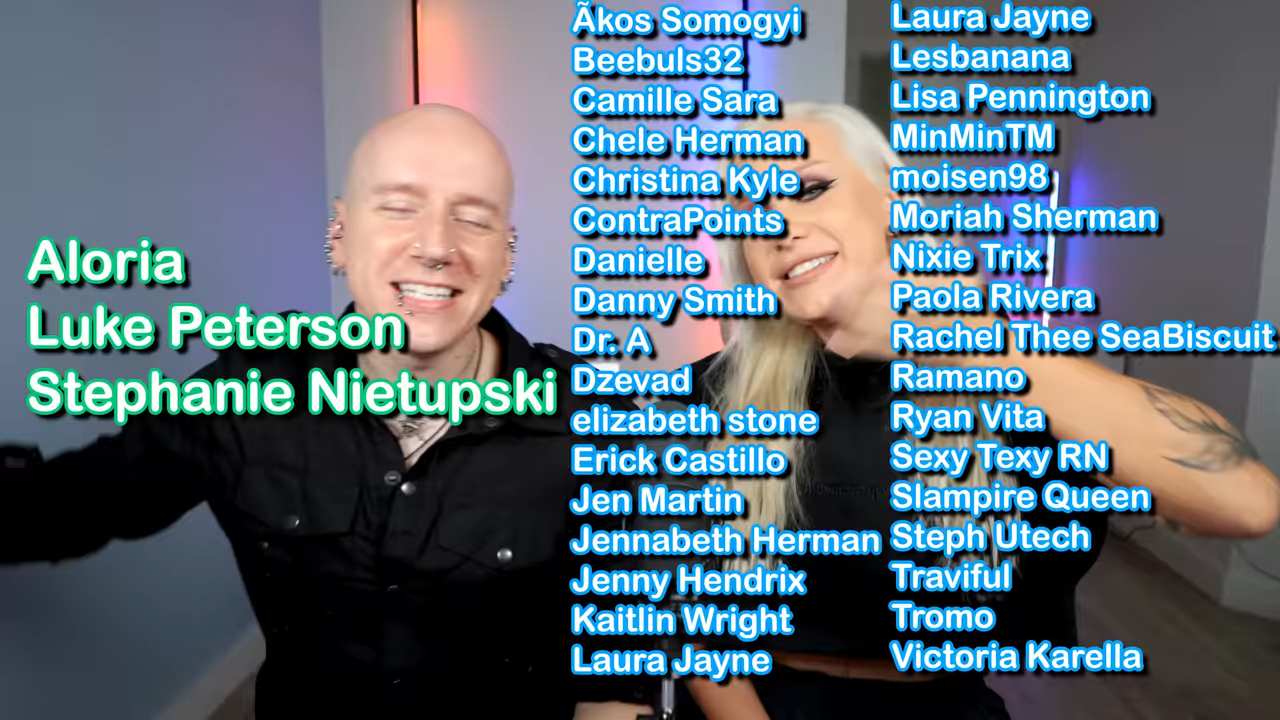 Aloria
Luke Peterson
Stephanie Nietupski
Ãkos Somogyi
Beebuls32
Camille Sara
Chele Herman
Christina Kyle
ContraPoints
Danielle
Danny Smith
Dr. A
Dzevad
elizabeth stone
Erick Castillo
Jen Martin
Jennabeth Herman
Jenny Hendrix
Kaitlin Wright
Laura Jayne
Laura Jayne
Lesbanana
Lisa Pennington
MinMinTM
moisen98
Moriah Sherman
Nixie Trix
Paola Rivera
Rachel Thee SeaBiscuit
Ramano
Ryan Vita
Sexy Texy RN
Slampire Queen
Steph Utech
Traviful
Tromo
Victoria Karella